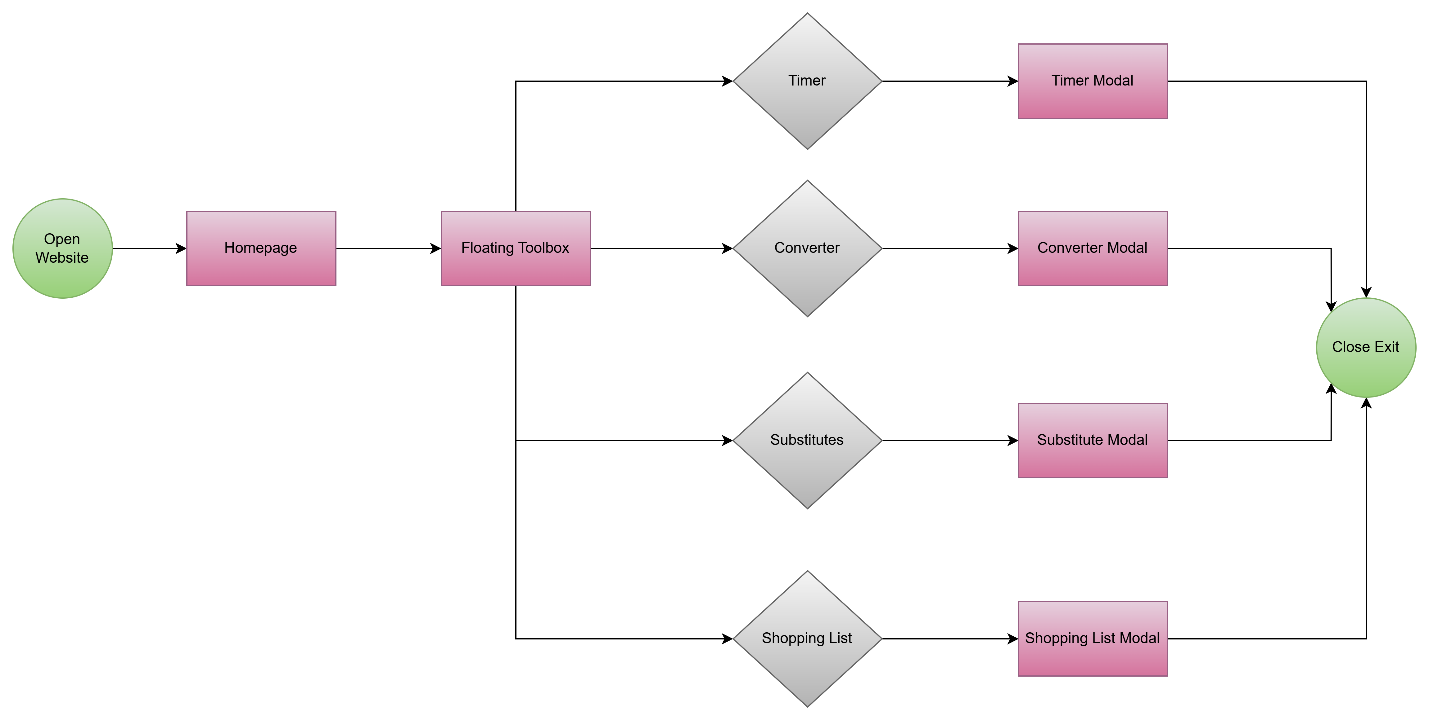 Open
Website
Homepage
Floating Toolbox
Timer
Timer Modal
Converter
Converter Modal
Substitutes
Substitute Modal
Shopping List
Shopping List Modal
Close Exit